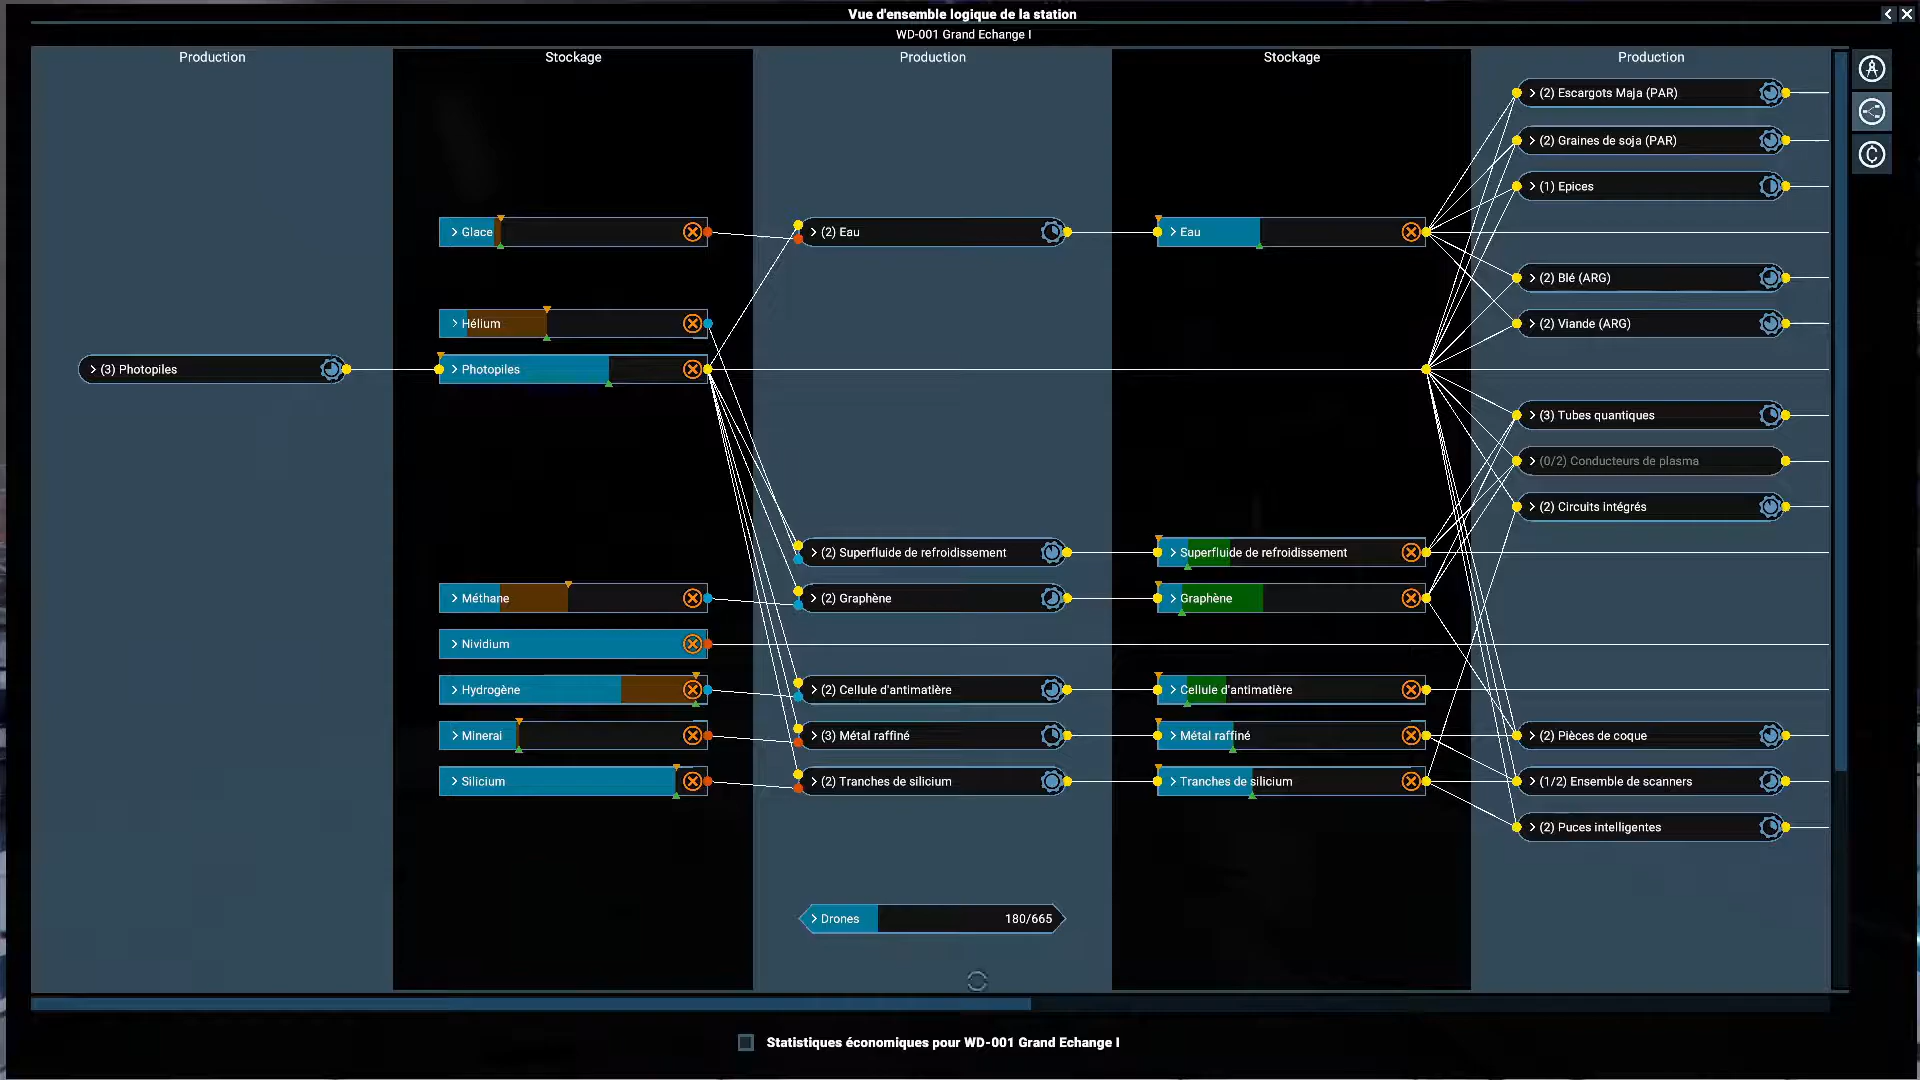 Vue d'ensemble logique de la station
WD-001 Grand Echange I
Production
Stockage
Production
Stockage
Production
(3) Photopiles
Glace
Hélium
Photopiles
Méthane
Nividium
Hydrogène
Minerai
Silicium
(2) Eau
(2) Superfluide de refroidissement
(2) Graphène
(2) Cellule d'antimatière
(3) Métal raffiné
(2) Tranches de silicium
Drones 180/665
Eau
Superfluide de refroidissement
Graphène
Cellule d'antimatière
Métal raffiné
Tranches de silicium
(2) Escargots Maja (PAR)
(2) Graines de soja (PAR)
(1) Epices
(2) Blé (ARG)
(2) Viande (ARG)
(3) Tubes quantiques
(0/2) Conducteurs de plasma
(2) Circuits intégrés
(2) Pièces de coque
(1/2) Ensemble de scanners
(2) Puces intelligentes
Statistiques économiques pour WD-001 Grand Echange I